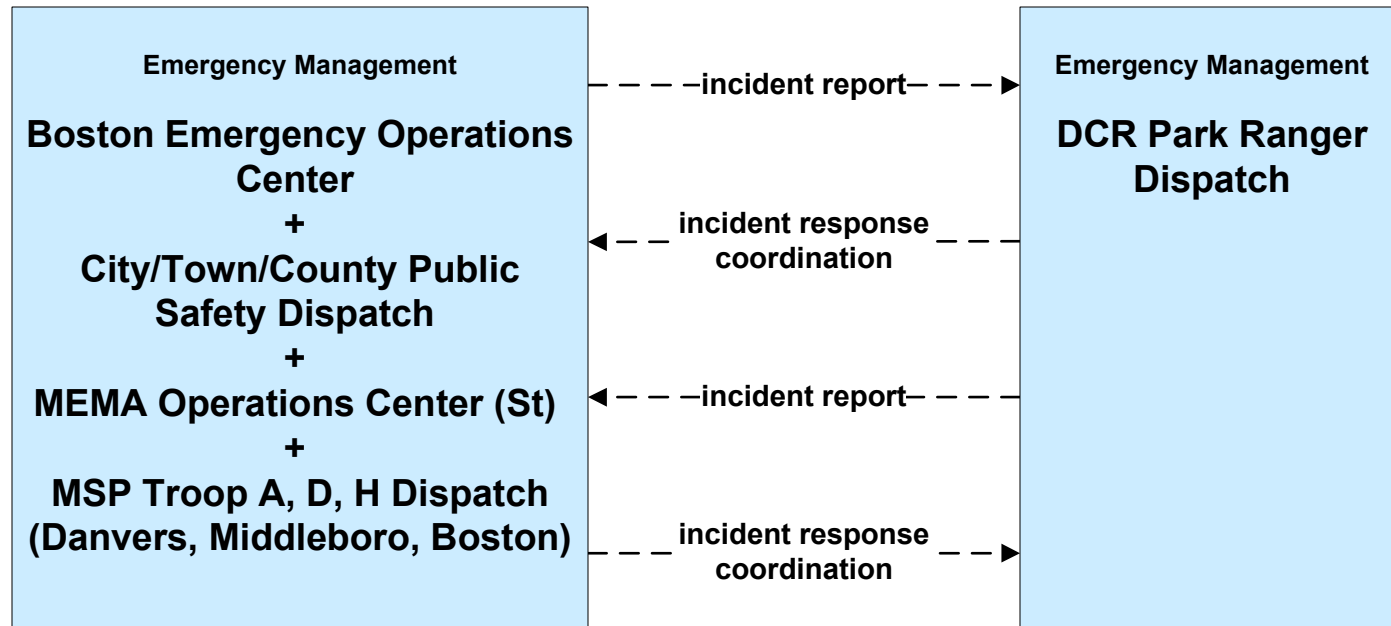 Emergency Management
Boston Emergency Operations
Center
+
City/Town/County Public
Safety Dispatch
+
MEMA Operations Center (St)
+
MSP Troop A, D, H Dispatch
(Danvers, Middleboro, Boston)
incident report
incident response
coordination
incident report
incident response
coordination
Emergency Management
DCR Park Ranger
Dispatch